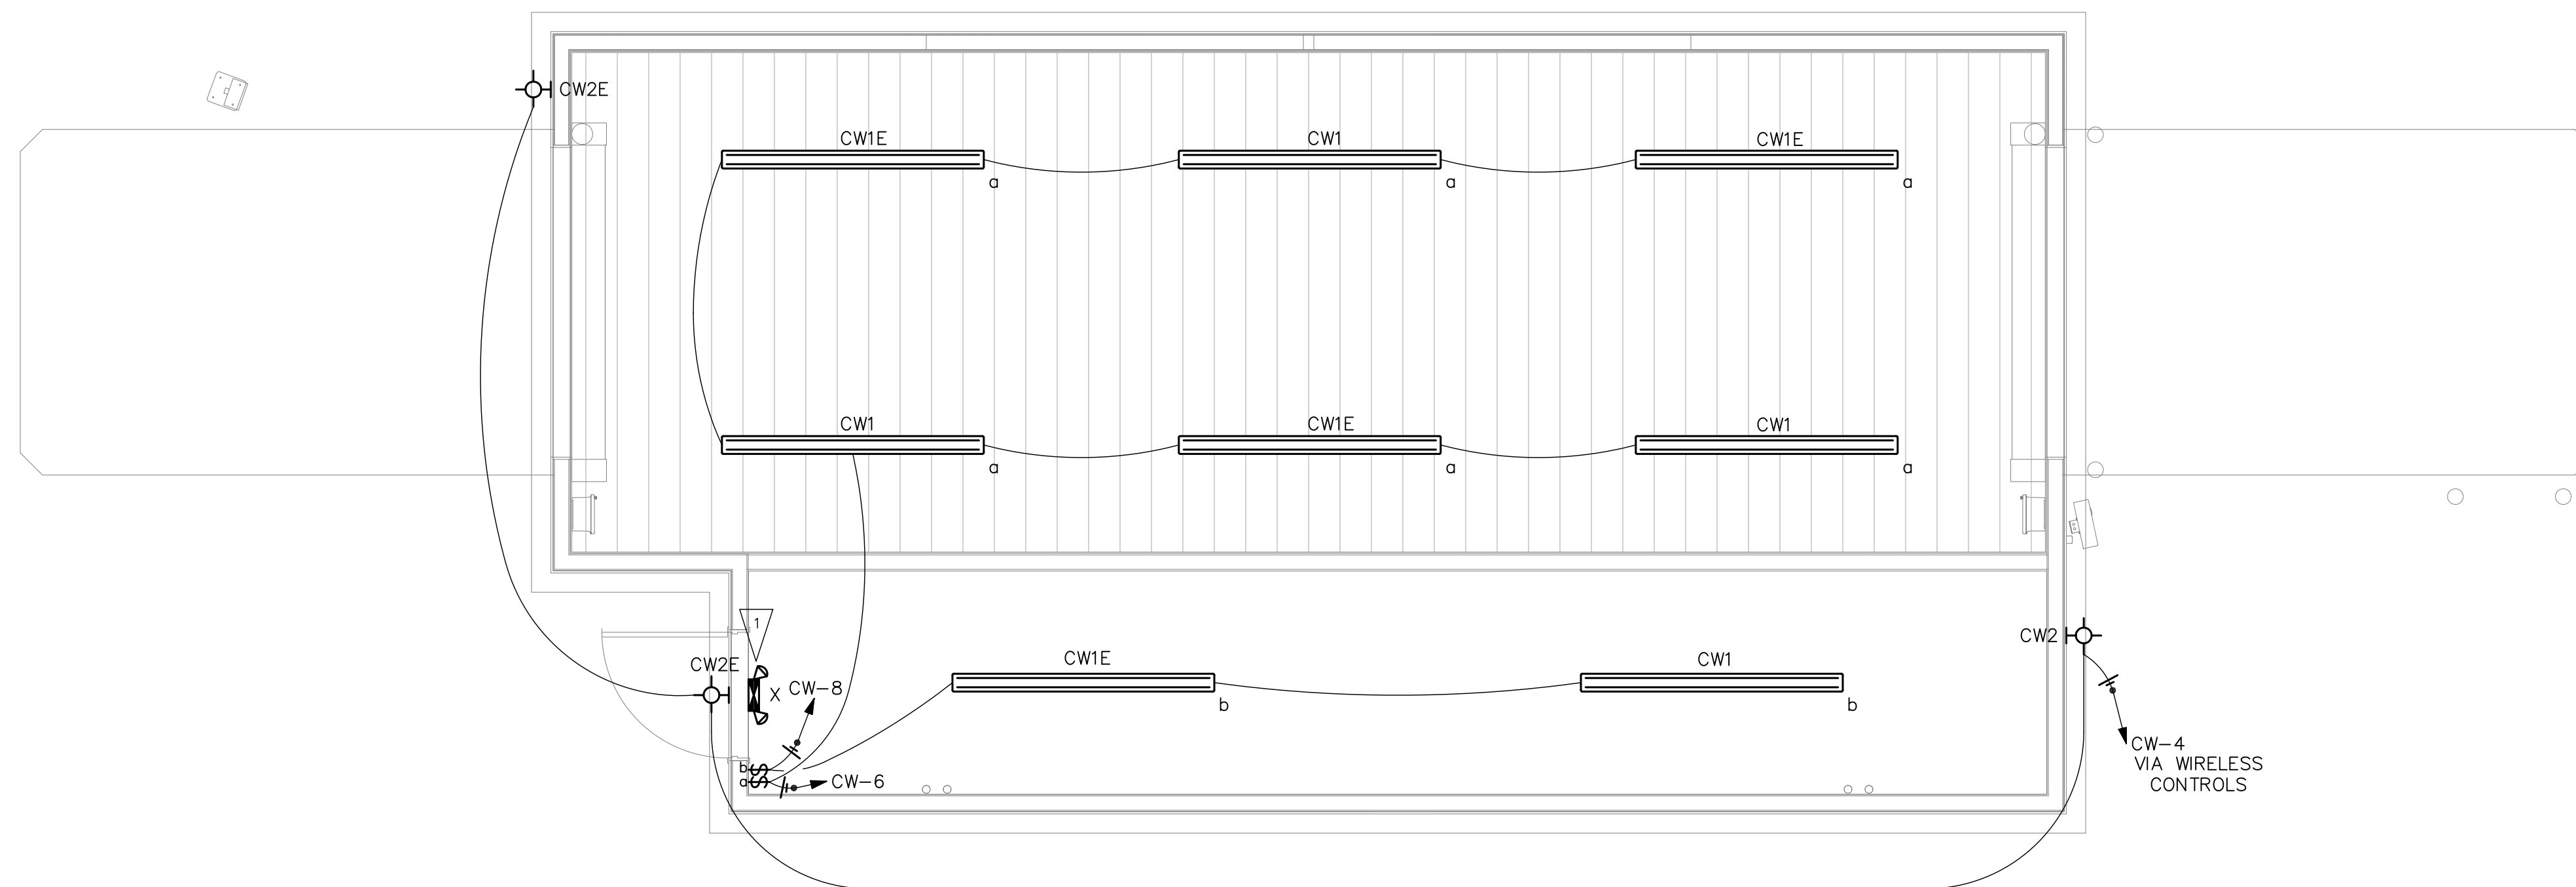 CW2E
CW1E
CW1
CW1E
a
a
a
CW1
CW1E
CW1
a
a
a
1
CW2E
X
CW-8
CW1E
CW1
b
b
CW2
CW-4
VIA WIRELESS
CONTROLS
b $
a $
CW-6